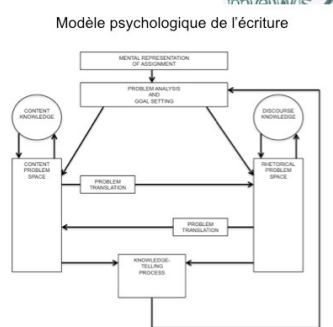 Modèle psychologique de l'écriture
MENTAL REPRESENTATION
OF ASSIGNMENT
PROBLEM ANALYSIS
AND
GOAL SETTING
CONTENT
KNOWLEDGE
DISCOURSE
KNOWLEDGE
CONTENT
PROBLEM
SPACE
RHETORICAL
PROBLEM
SPACE
PROBLEM
TRANSLATION
PROBLEM
TRANSLATION
KNOWLEDGE-
TELLING
PROCESS